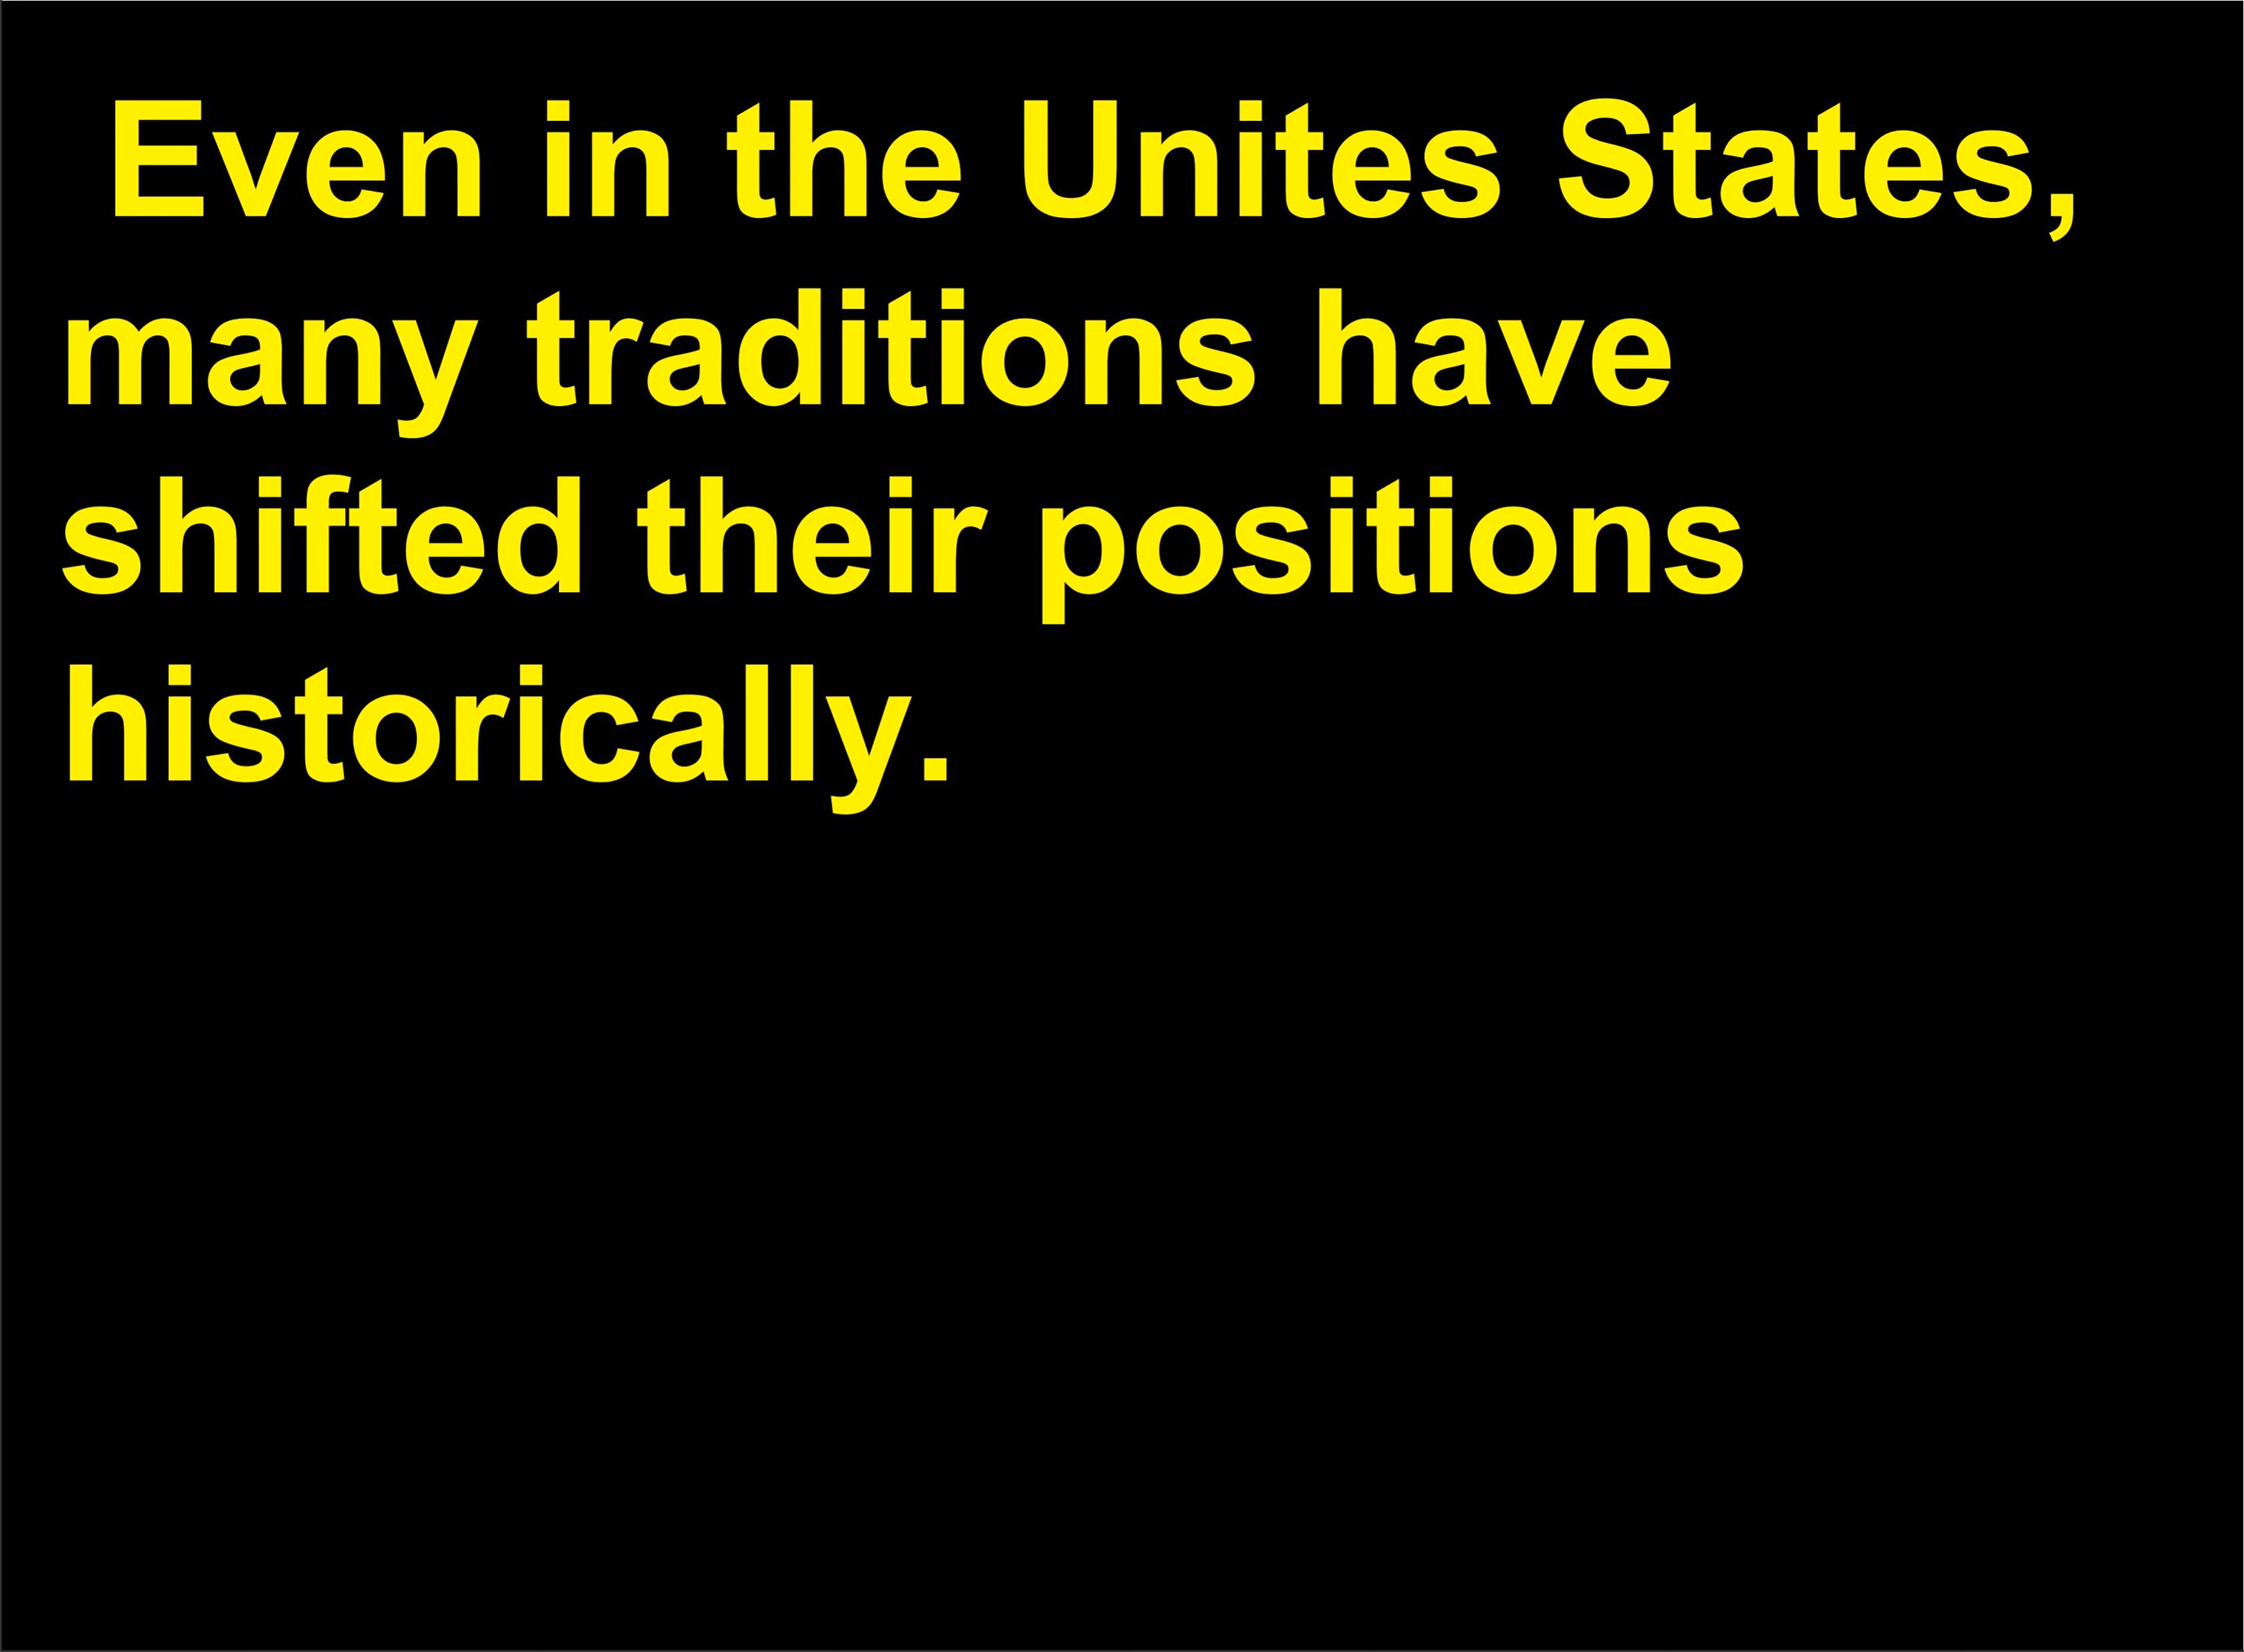 Even in the Unites States,
many traditions have
shifted their positions
historically.